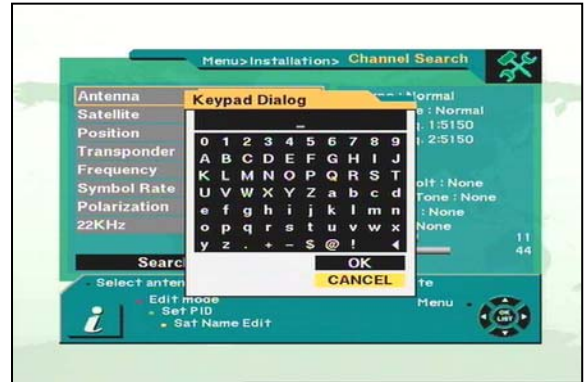 Menu>Installation> Channel Search
Antenna
Satellite
Position
Transponder
Frequency
Symbol Rate
Polarization
22KHz
Keypad Dialog
_
0 1 2 3 4 5 6 7 8 9
A B C D E F G H I J
K L M N O P Q R S T
U V W X Y Z a b c d
e f g h i j k l m n
o p q r s t u v w x
y z . + - $ @ ! ◀
OK
CANCEL
: Normal
: Normal
1:5150
2:5150
olt : None
Tone : None
: None
None
11
44
Searc
Select anten
te
Edit mode
Menu
Set PID
Sat Name Edit
OK
LIST